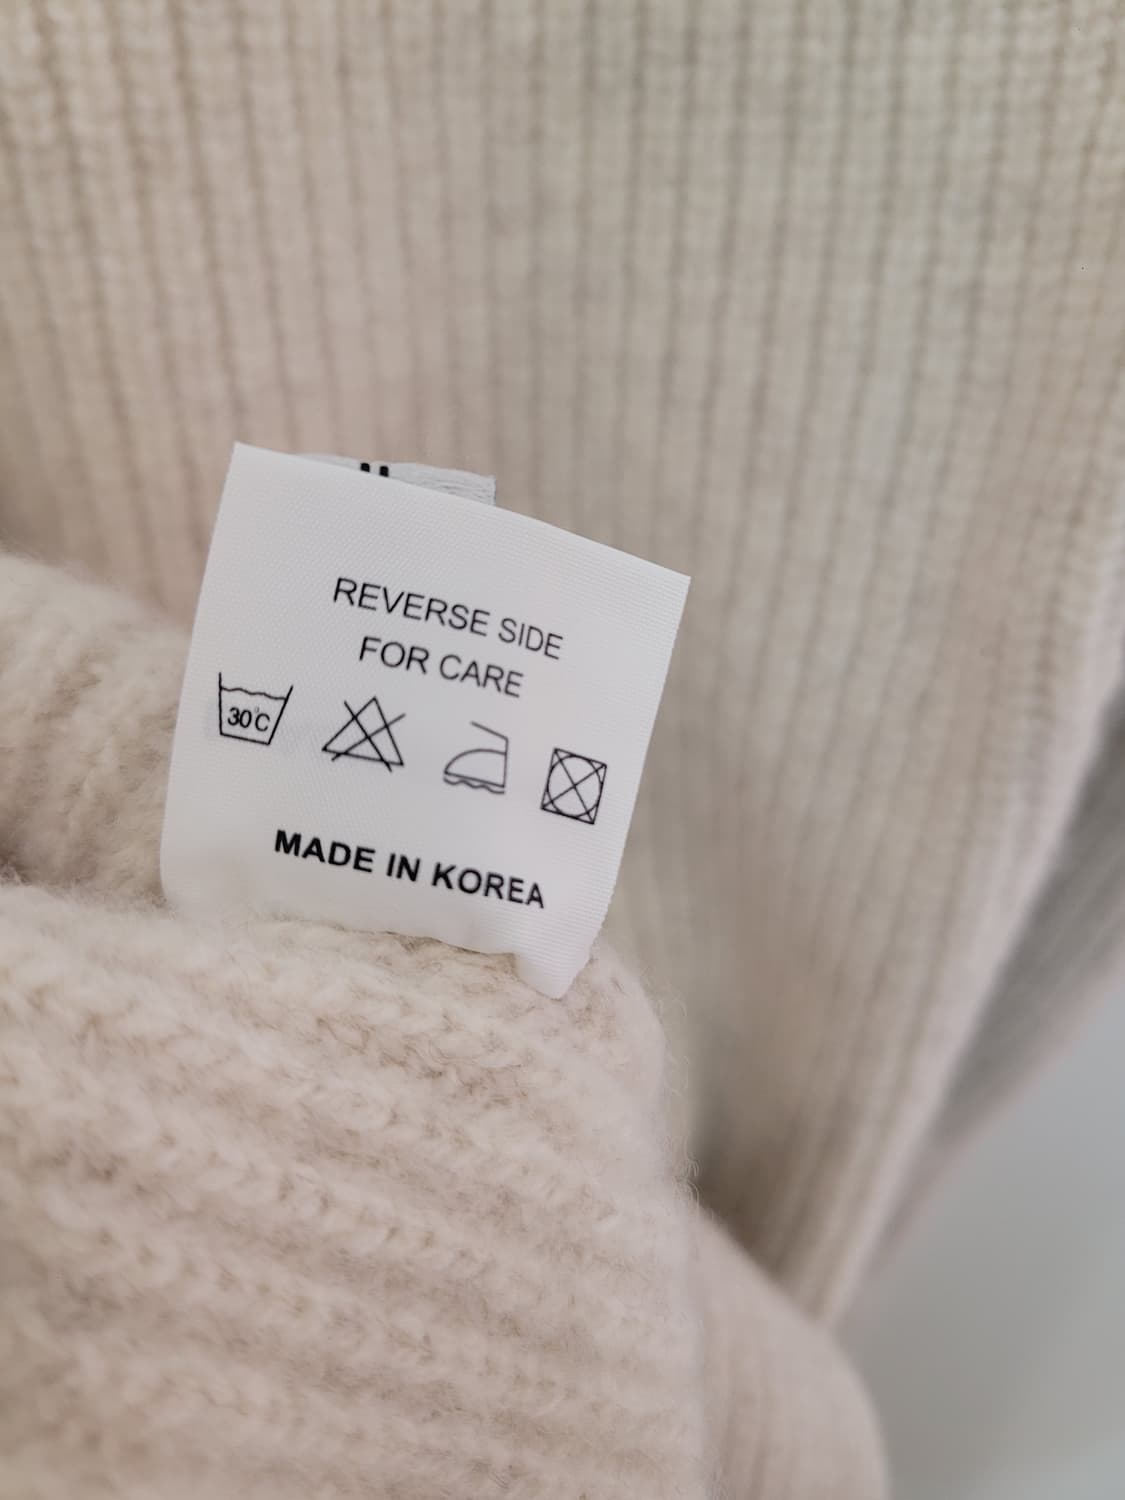 REVERSE SIDE
FOR CARE
30°C
MADE IN KOREA